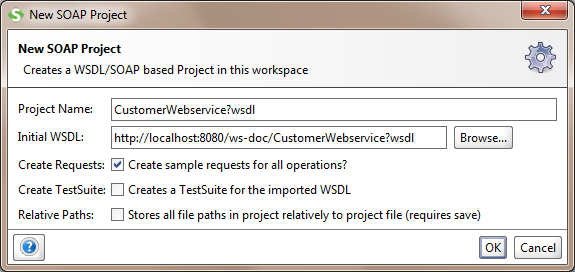 New SOAP Project
New SOAP Project
Creates a WSDL/SOAP based Project in this workspace
Project Name: CustomerWebservice?wsdl
Initial WSDL: http://localhost:8080/ws-doc/CustomerWebservice?wsdl Browse...
Create Requests: Create sample requests for all operations?
Create TestSuite: Creates a TestSuite for the imported WSDL
Relative Paths: Stores all file paths in project relatively to project file (requires save)
? OK Cancel